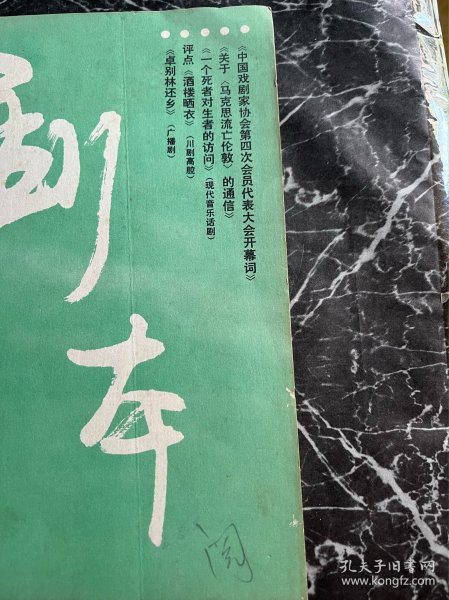 《中国戏剧家协会第四次会员代表大会开幕词》
《关于〈马克思流亡伦敦〉的通信》
《一个死者对生者的访问》(现代音乐话剧)
评点《酒楼晒衣》(川剧高腔)
《卓别林还乡》(广播剧)
剧本
阅
孔夫子旧书网
www.kongfz.com